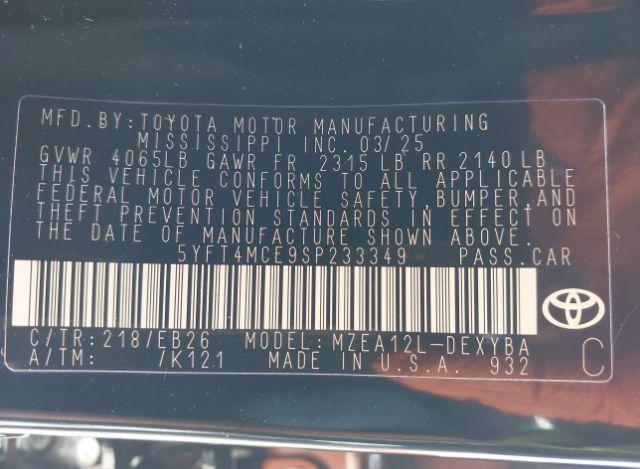 MFD.BY:TOYOTA MOTOR MANUFACTURING
MISSISSIPPI INC. 03/25
GVWR 4065LB GAWR FR 2315 LB RR 2140 LB
THIS VEHICLE CONFORMS TO ALL APPLICABLE
FEDERAL MOTOR VEHICLE SAFETY,BUMPER,AND
THEFT PREVENTION STANDARDS IN EFFECT ON
THE DATE OF MANUFACTURE SHOWN ABOVE.
5YFT4MCE9SP233349 PASS.CAR
C/TR:218/EB26 MODEL:MZEA12L-DEXYBA
A/TM: /K121 MADE IN U.S.A. 932 C